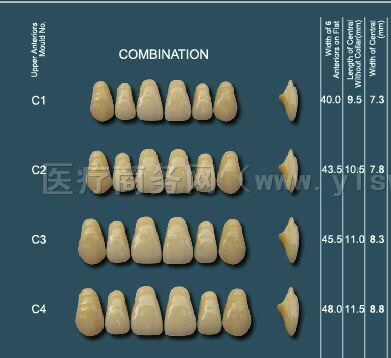 Upper Anteriors
Mould No.
COMBINATION
Width of 6
Anteriors on Flat
Length of Central
Without Collar(mm)
Width of Central
(mm)
C1 40.0 9.5 7.3
C2 43.5 10.5 7.8
医疗商务网(www.yls
C3 45.5 11.0 8.3
C4 48.0 11.5 8.8